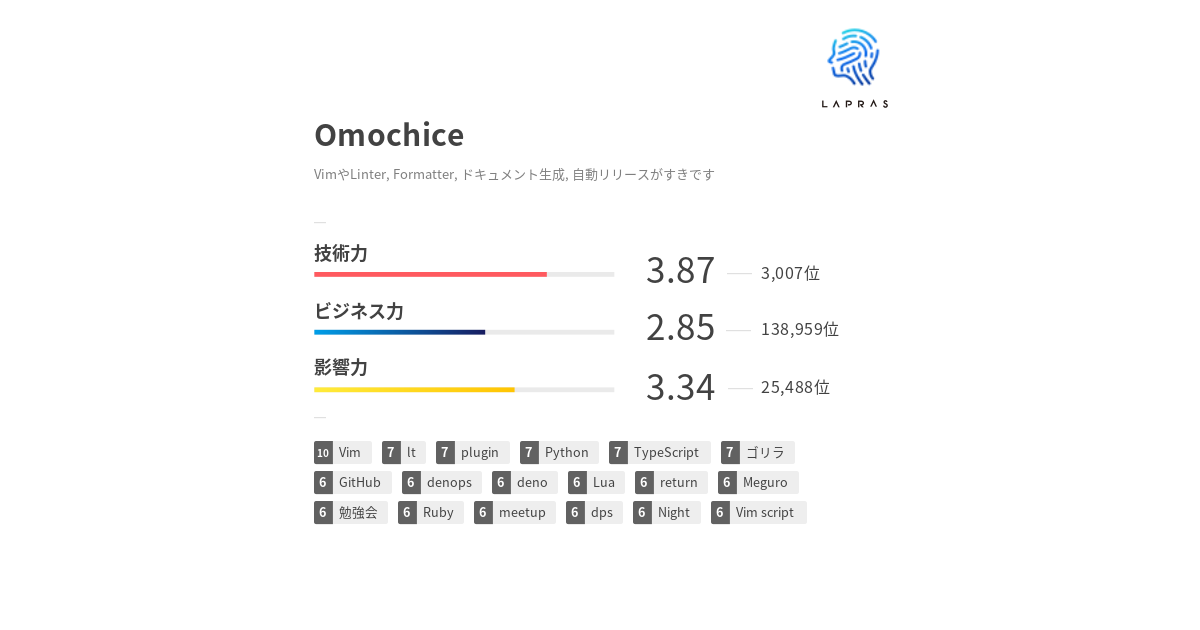 LAPRAS
Omochice
VimやLinter, Formatter, ドキュメント生成, 自動リリースがすきです
技術力
3.87 3,007位
ビジネス力
2.85 138,959位
影響力
3.34 25,488位
10 Vim 7 lt 7 plugin 7 Python 7 TypeScript 7 ゴリラ
6 GitHub 6 denops 6 deno 6 Lua 6 return 6 Meguro
6 勉強会 6 Ruby 6 meetup 6 dps 6 Night 6 Vim script